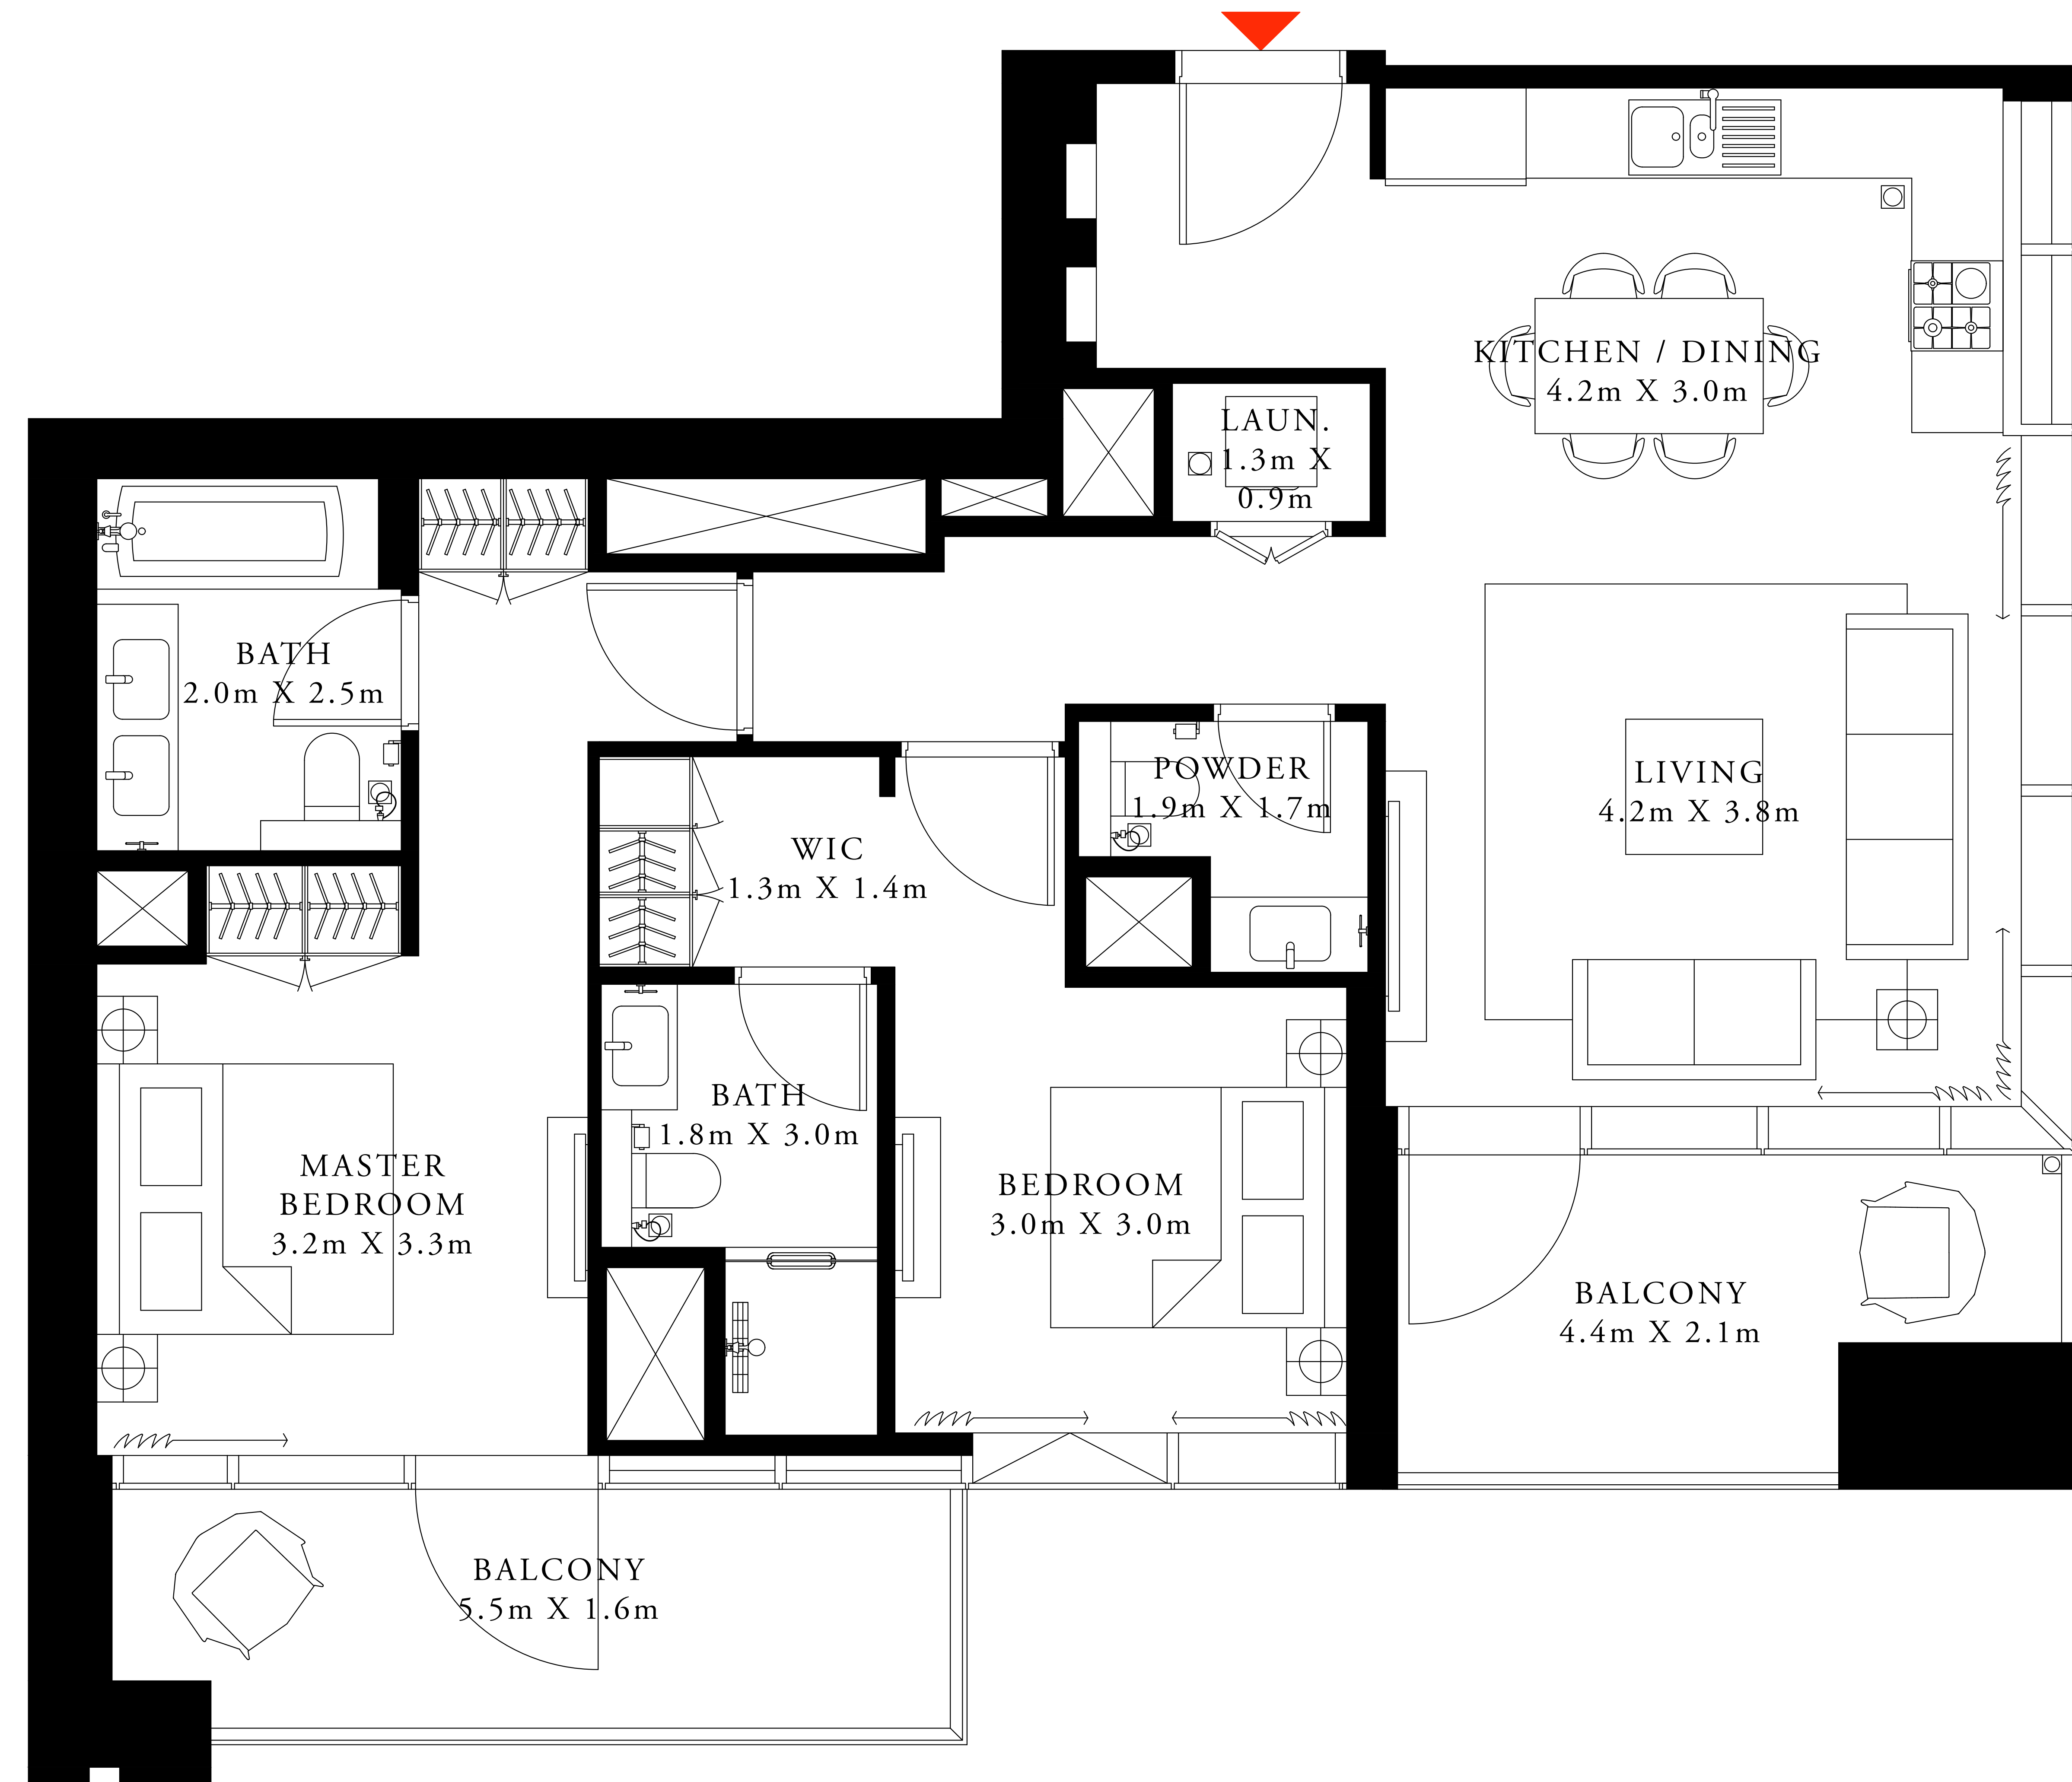 KITCHEN / DINING
4.2m X 3.0m
LAUN.
1.3m X
0.9m
BATH
2.0m X 2.5m
POWDER
1.9m X 1.7m
LIVING
4.2m X 3.8m
WIC
1.3m X 1.4m
BATH
1.8m X 3.0m
MASTER
BEDROOM
3.2m X 3.3m
BEDROOM
3.0m X 3.0m
BALCONY
4.4m X 2.1m
BALCONY
5.5m X 1.6m